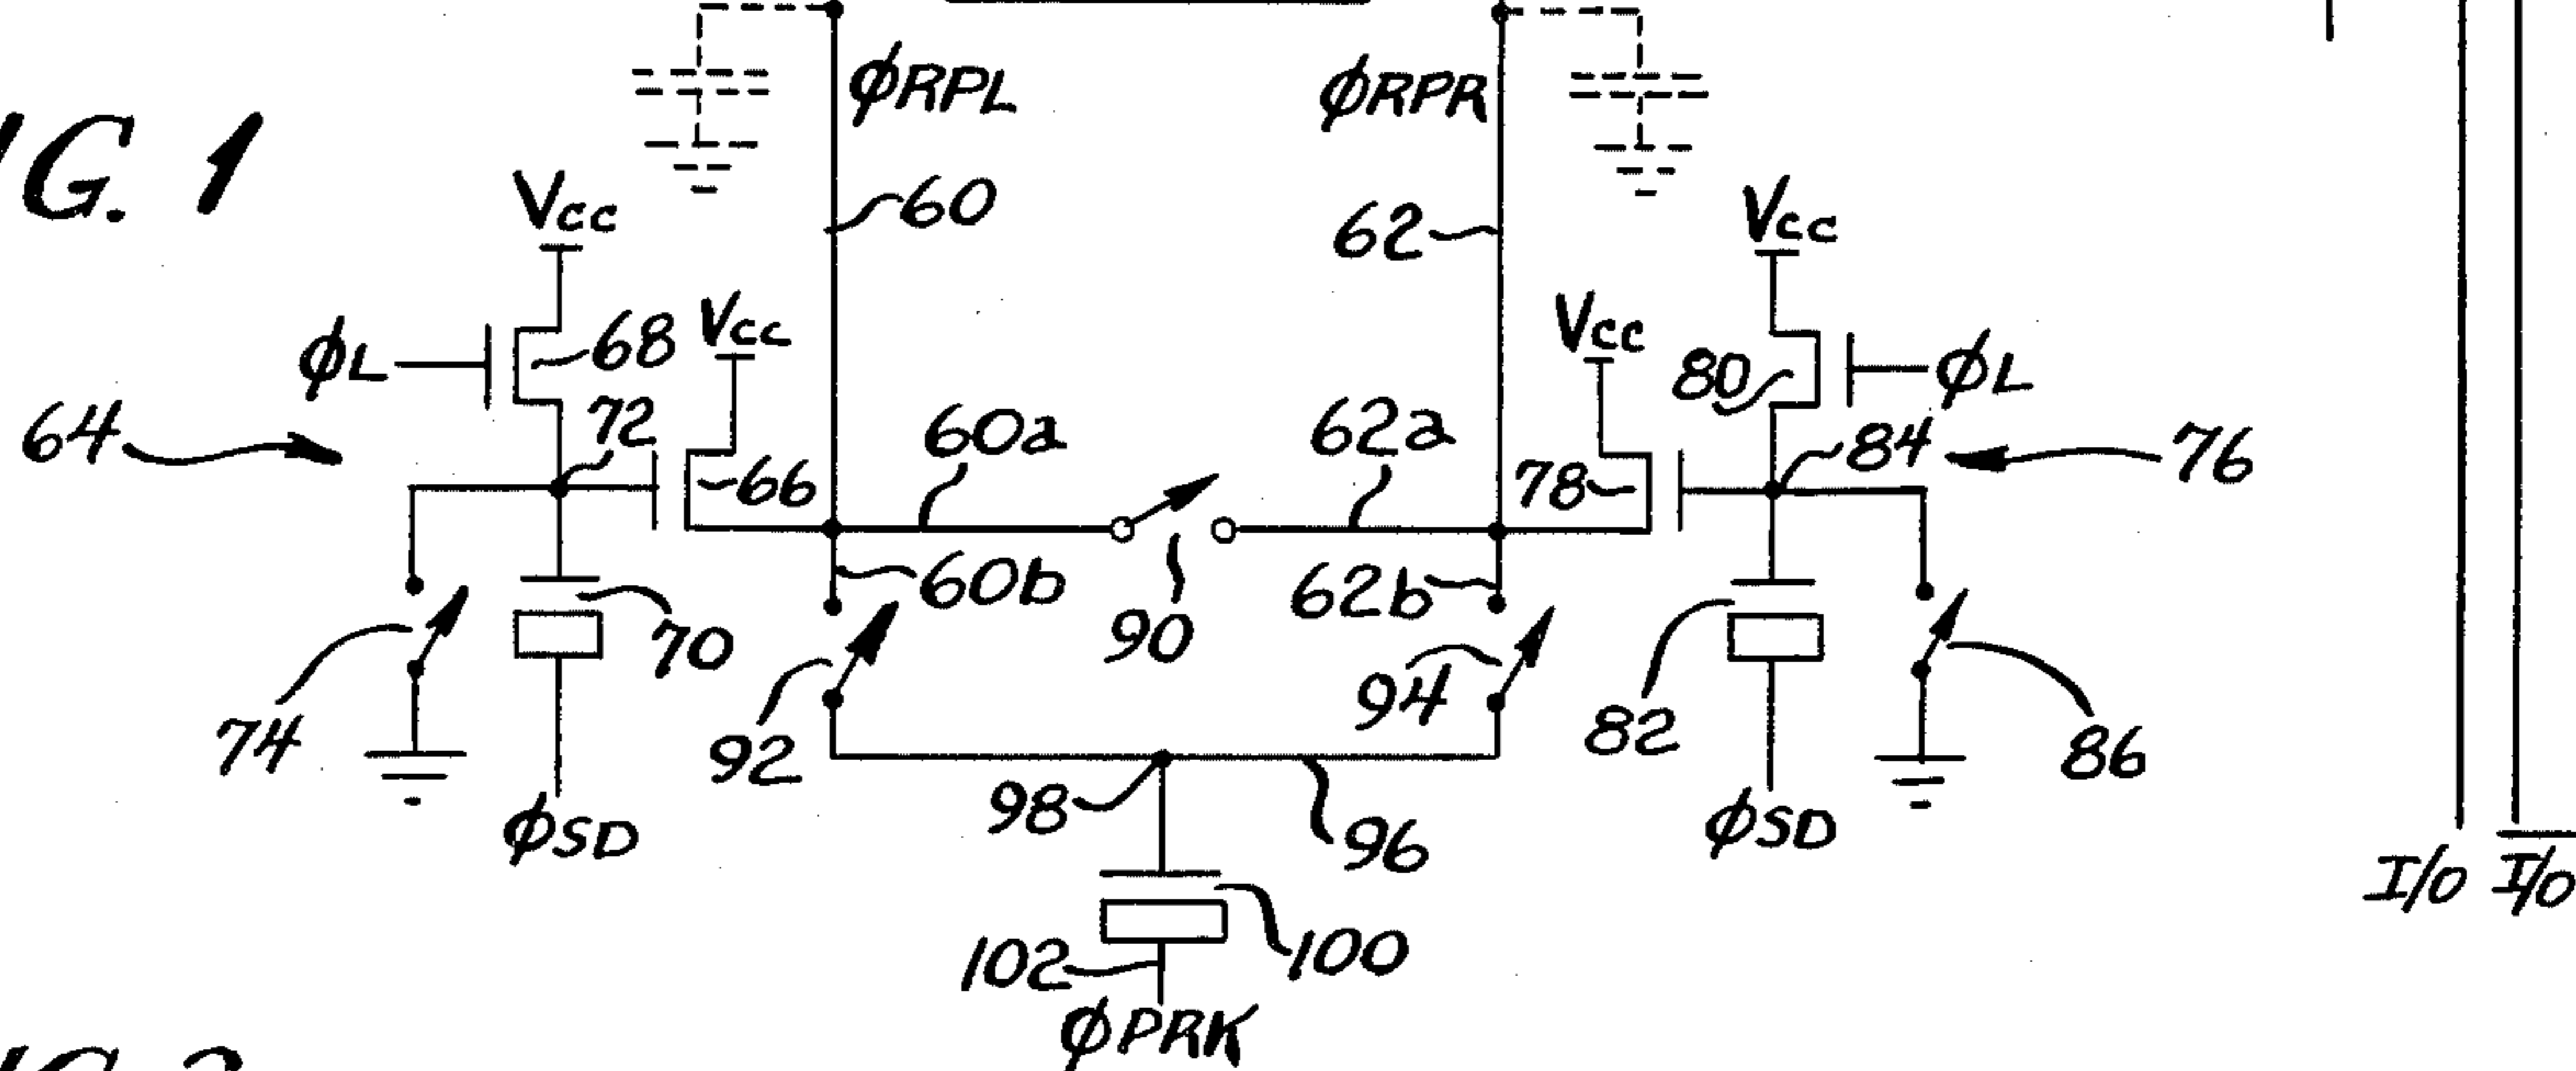 G. 1
φRPL
φRPR
Vcc
60
62
Vcc
φL
68
Vcc
Vcc
80
φL
64
72
66
60a
62a
78
84
76
60b
62b
90
74
70
92
94
82
86
98
96
φSD
φSD
I/O
I/O
102
100
φPRK